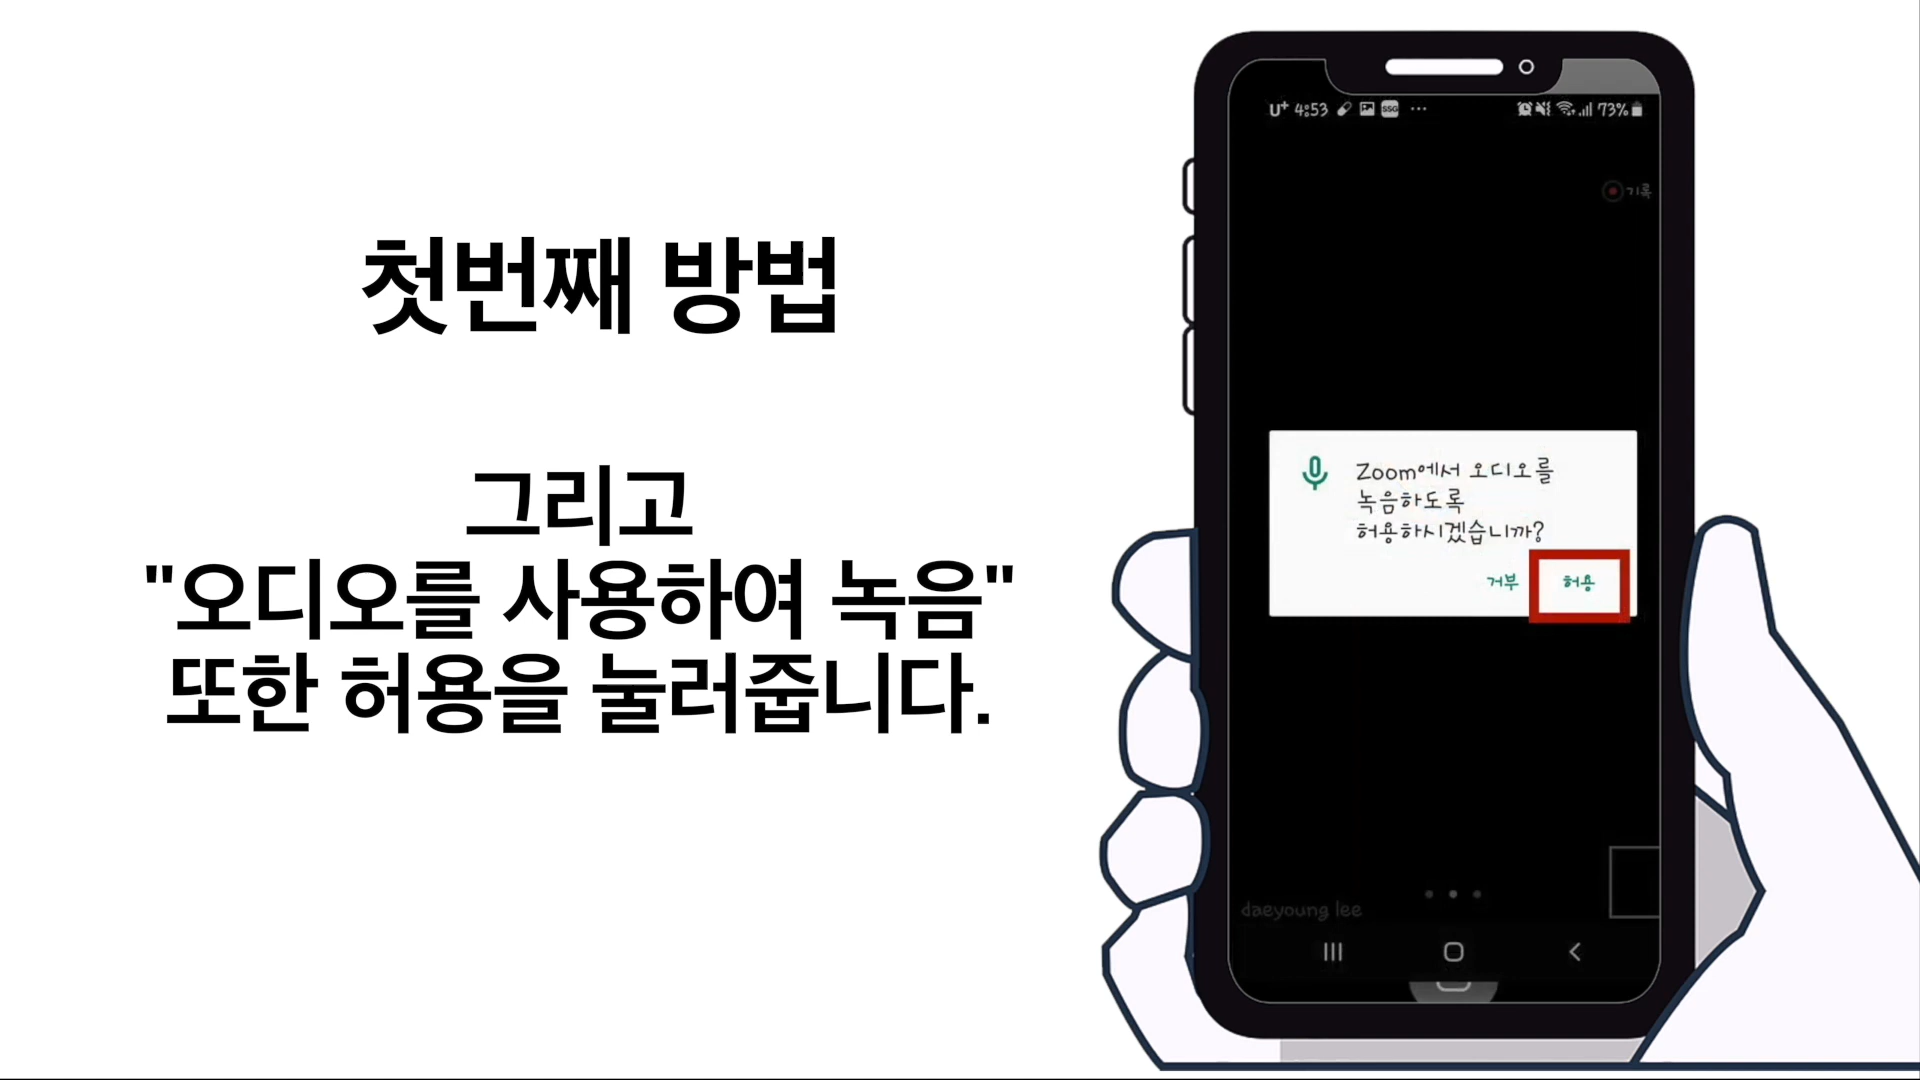 첫번째 방법
그리고
"오디오를 사용하여 녹음"
또한 허용을 눌러줍니다.
U+ 4:53 SSG ... 73%
기록
Zoom에서 오디오를
녹음하도록
허용하시겠습니까?
거부 허용
daeyoung lee